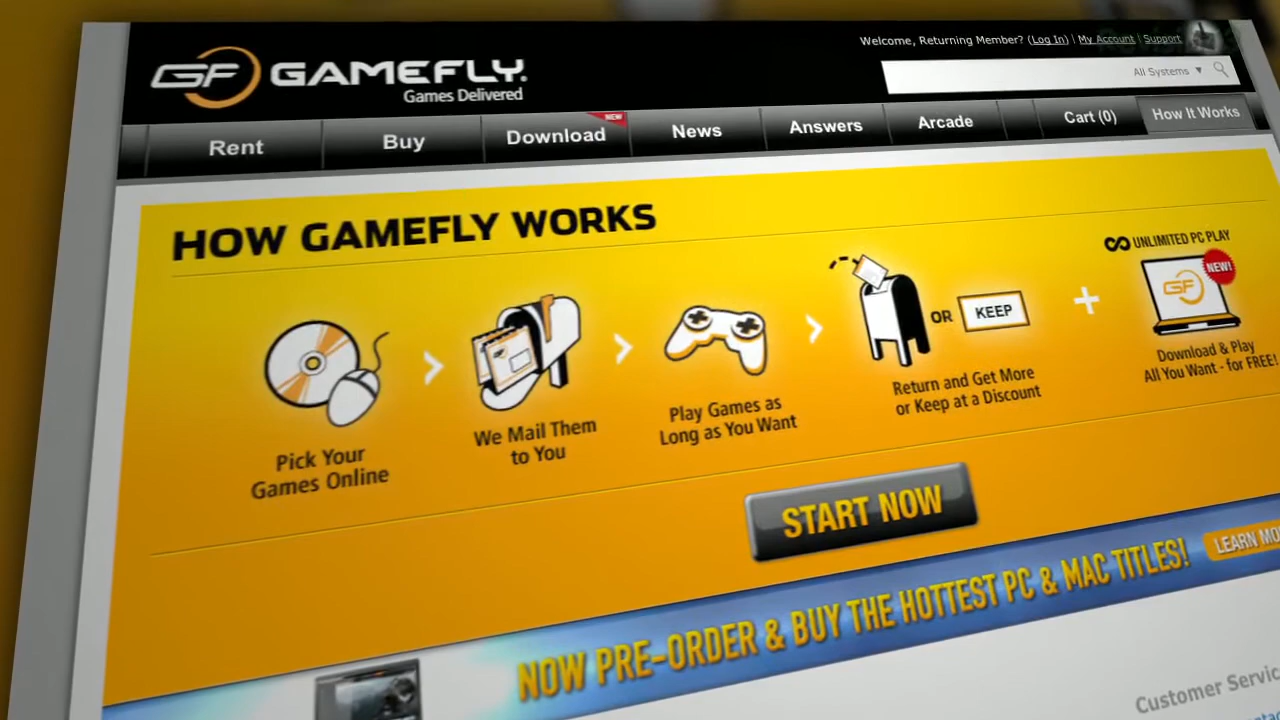 Welcome, Returning Member? (Log In) | My Account | Support
GF GAMEFLY.
Games Delivered
All Systems ▼
Rent Buy Download NEW News Answers Arcade Cart (0) How It Works
HOW GAMEFLY WORKS
∞ UNLIMITED PC PLAY
NEW!
GF
OR KEEP
+
Pick Your
Games Online
We Mail Them
to You
Play Games as
Long as You Want
Return and Get More
or Keep at a Discount
Download & Play
All You Want - for FREE!
START NOW
NOW PRE-ORDER & BUY THE HOTTEST PC & MAC TITLES!
LEARN
Customer